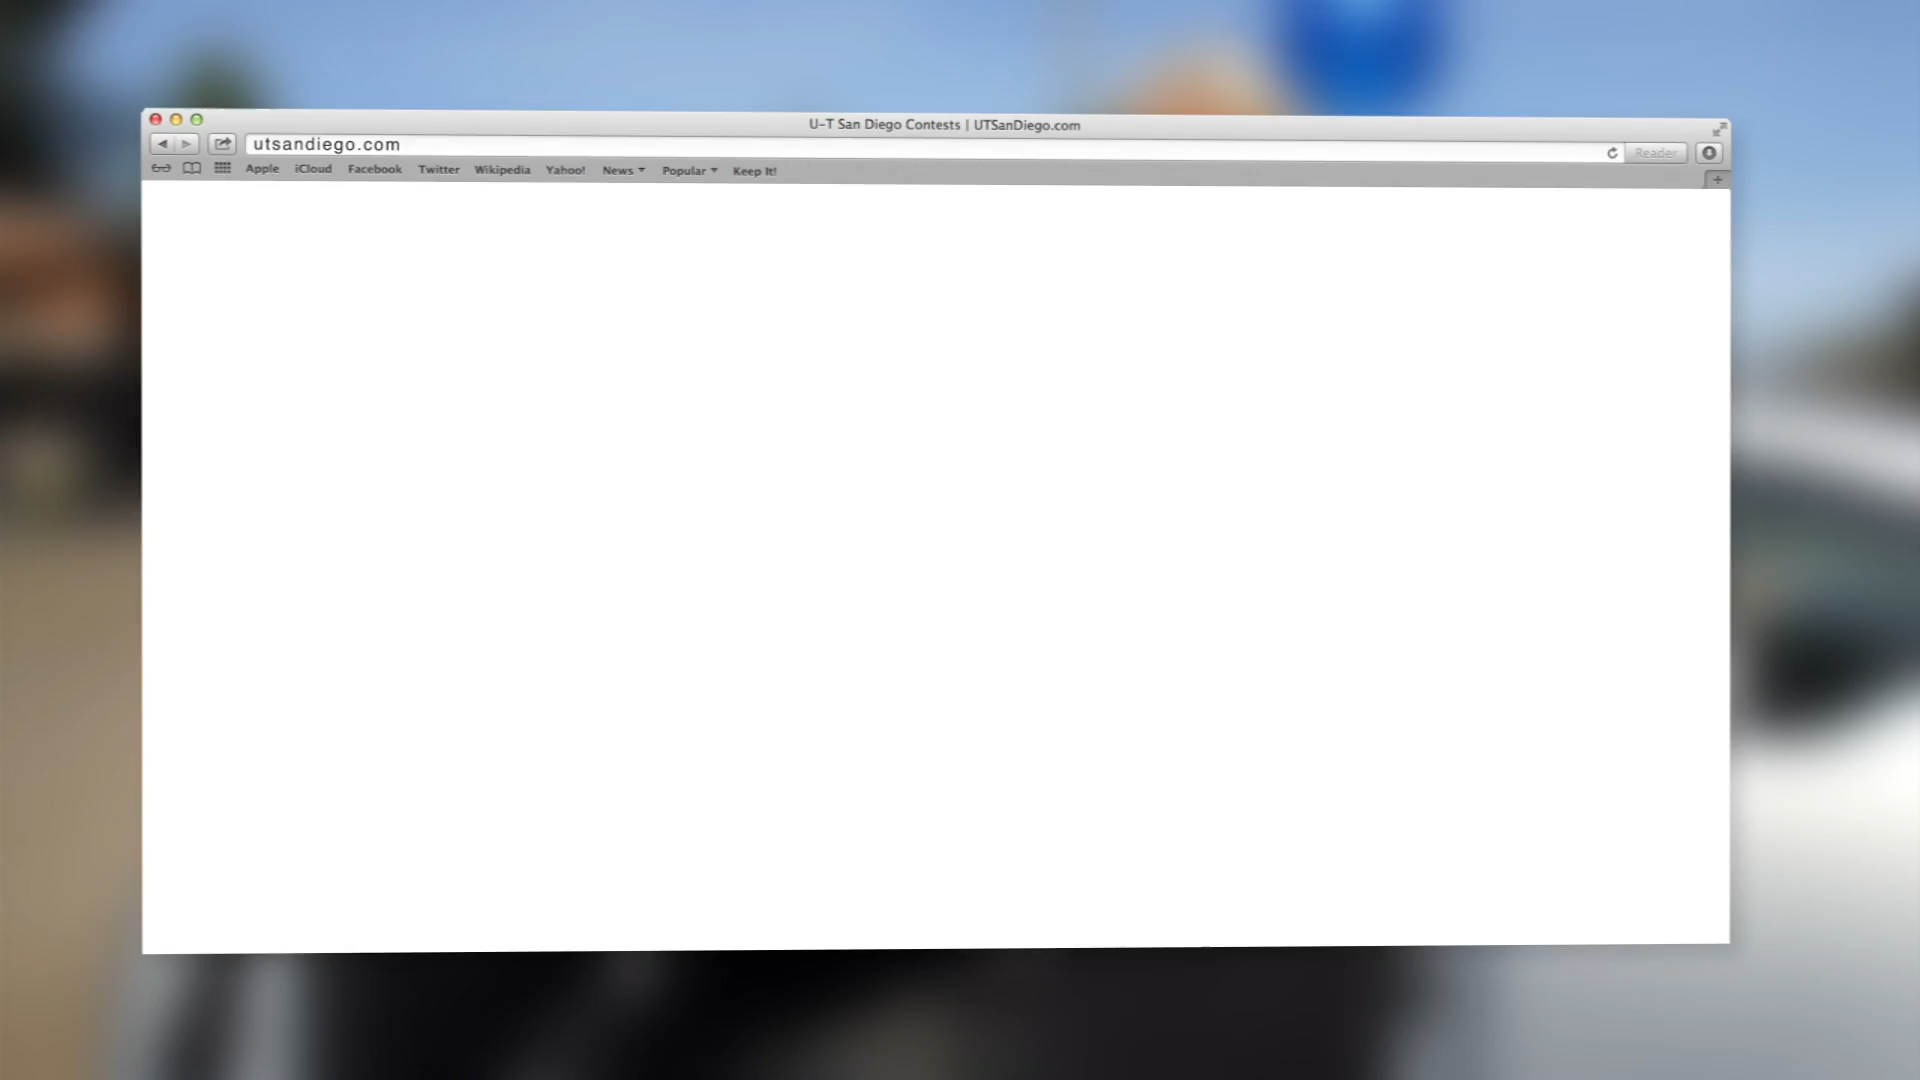 U-T San Diego Contests | UTSanDiego.com
utsandiego.com
Reader
Apple iCloud Facebook Twitter Wikipedia Yahoo! News Popular Keep It!